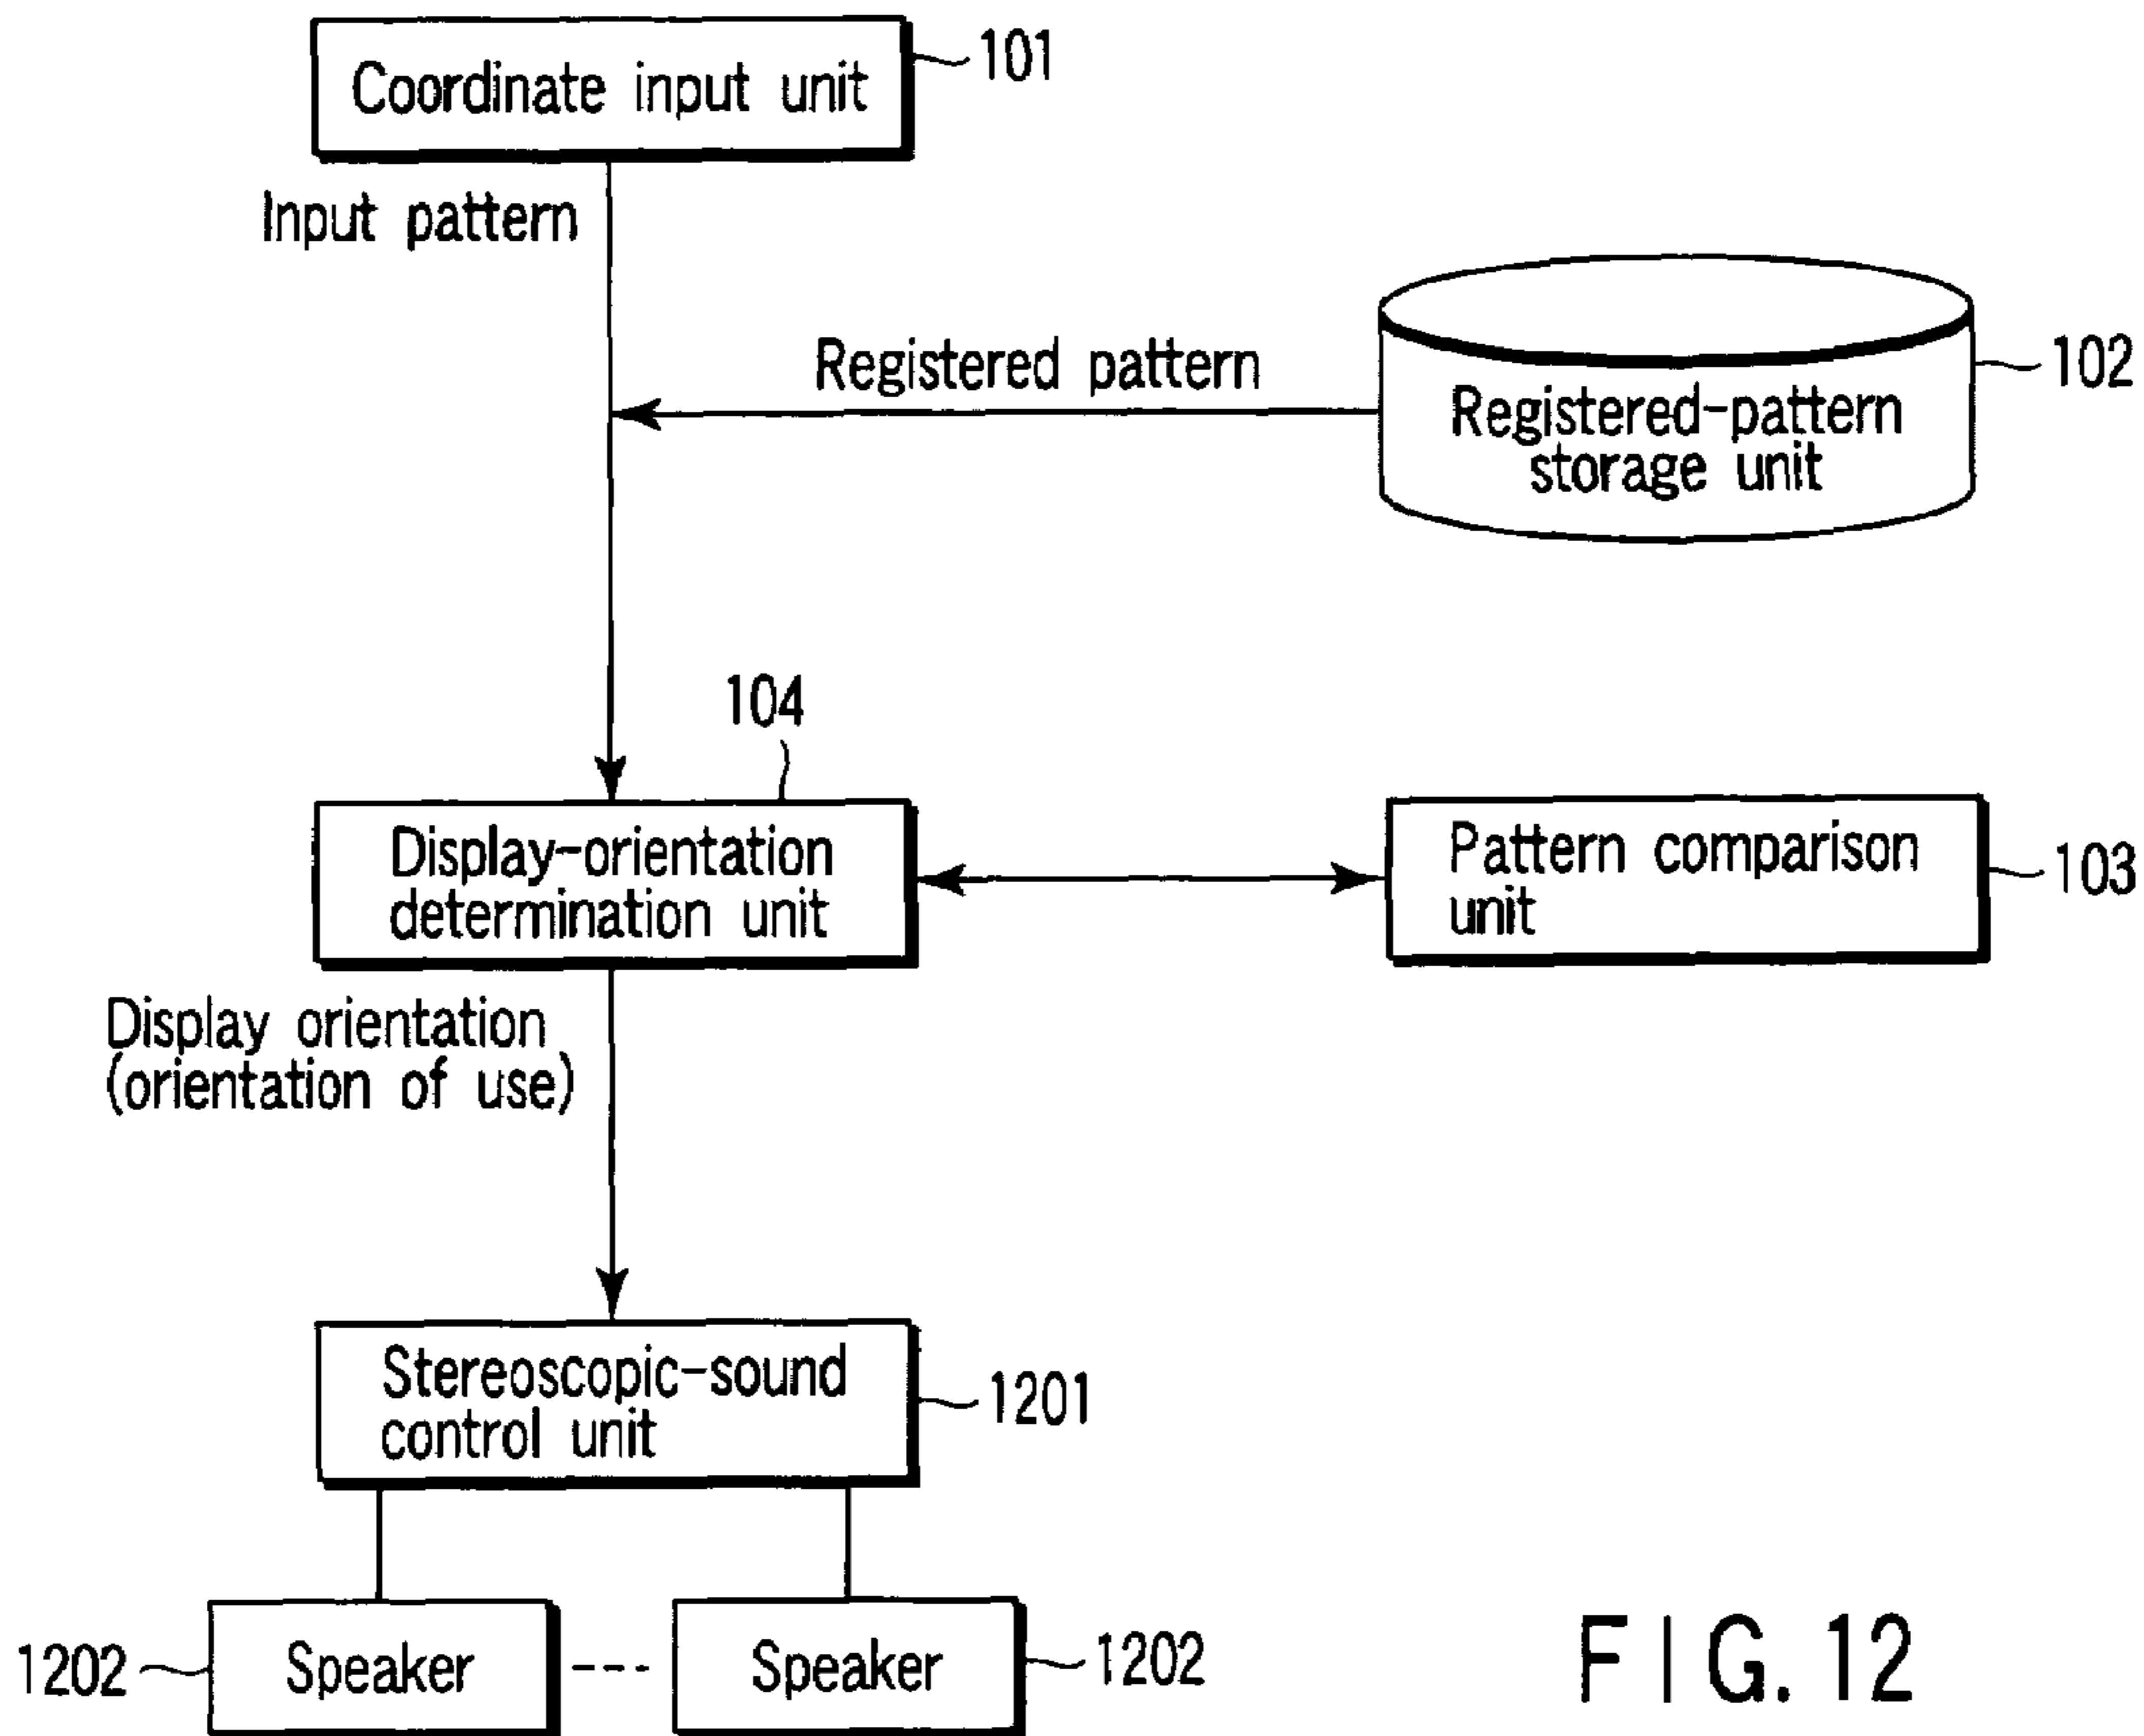 Coordinate input unit
101
Input pattern
Registered pattern
102
Registered-pattern
storage unit
104
Display-orientation
determination unit
Pattern comparison
unit
103
Display orientation
(orientation of use)
Stereoscopic-sound
control unit
1201
1202
Speaker
---
Speaker
1202
FIG. 12